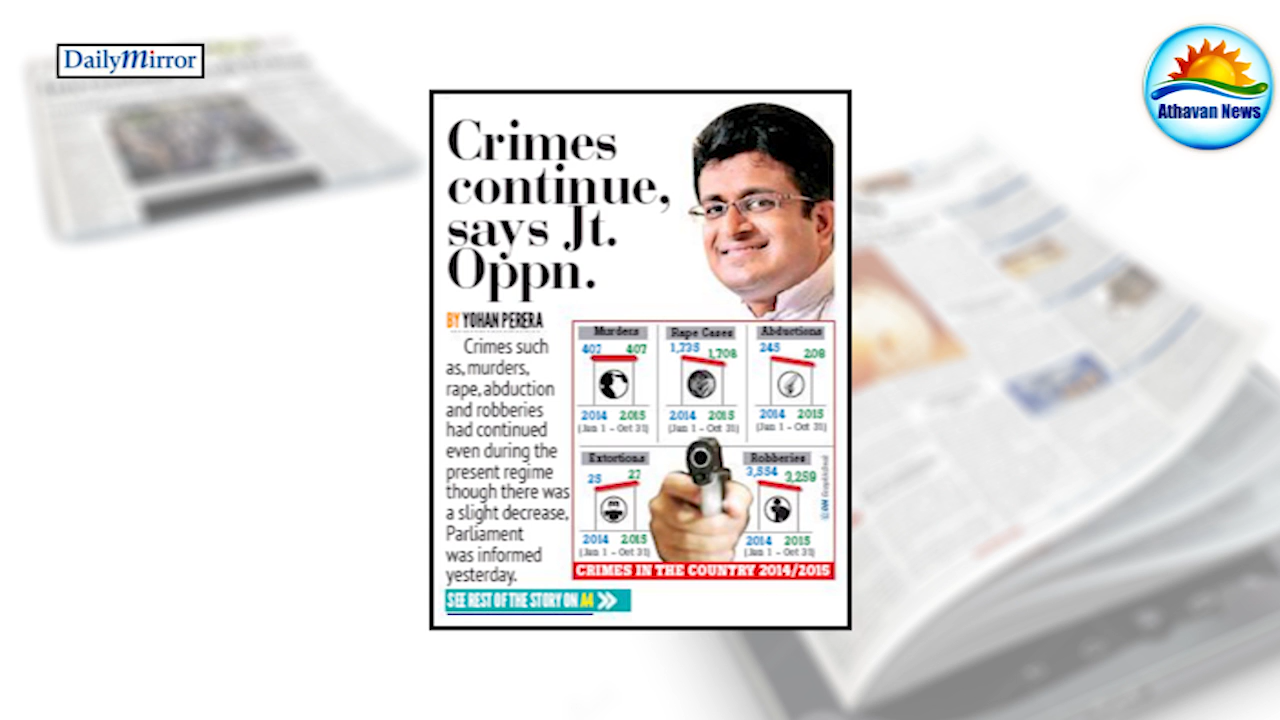 DailyMirror
Athavan News
Crimes
continue,
says Jt.
Oppn.
BY YOHAN PERERA
Crimes such
as, murders,
rape, abduction
and robberies
had continued
even during the
present regime
though there was
a slight decrease,
Parliament
was informed
yesterday.
SEE REST OF THE STORY ON A4
Murders
407 407
2014 2015
(Jan 1 - Oct 31)
Rape Cases
1,735 1,708
2014 2015
(Jan 1 - Oct 31)
Abductions
245 208
2014 2015
(Jan 1 - Oct 31)
Extortions
25 27
2014 2015
(Jan 1 - Oct 31)
Robberies
3,554 3,259
2014 2015
(Jan 1 - Oct 31)
CRIMES IN THE COUNTRY 2014/2015